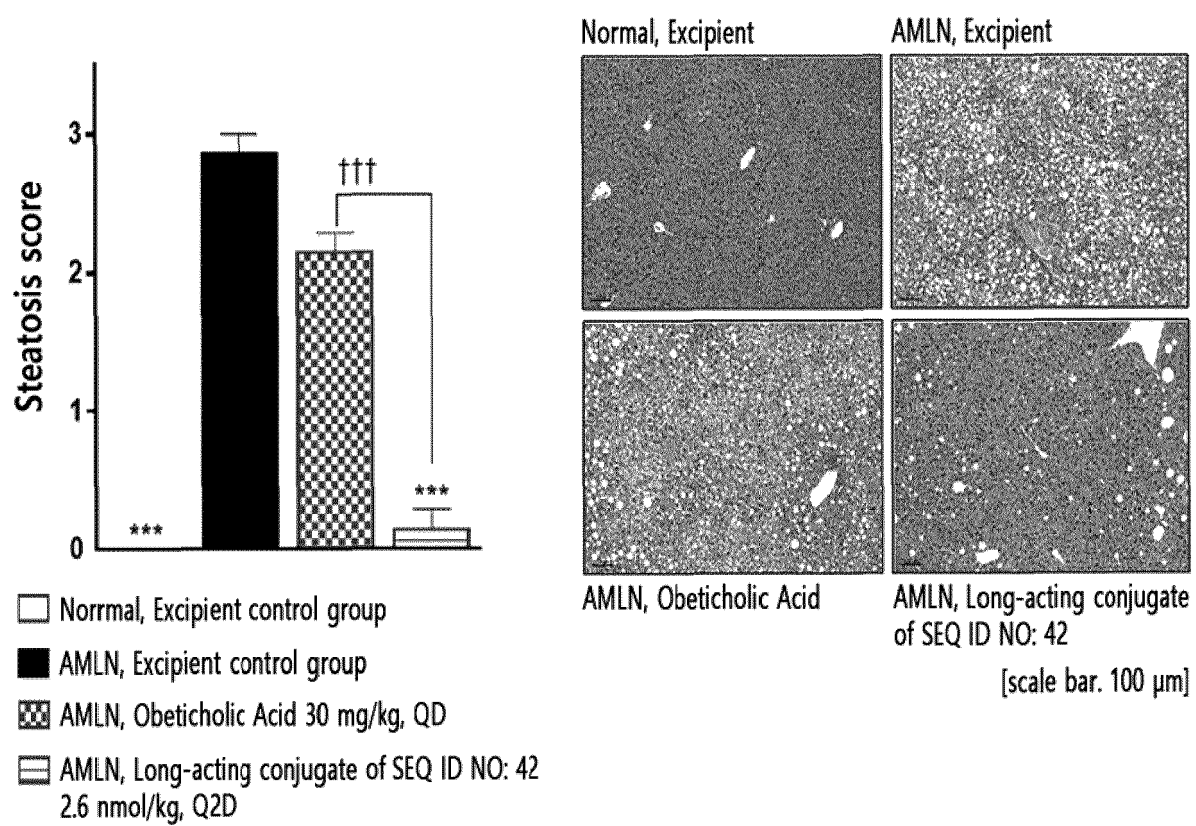 Steatosis score
3
2
1
0
†††
***
***
Norrmal, Excipient control group
AMLN, Excipient control group
AMLN, Obeticholic Acid 30 mg/kg, QD
AMLN, Long-acting conjugate of SEQ ID NO: 42
2.6 nmol/kg, Q2D
Normal, Excipient
AMLN, Excipient
AMLN, Obeticholic Acid
AMLN, Long-acting conjugate
of SEQ ID NO: 42
[scale bar. 100 μm]